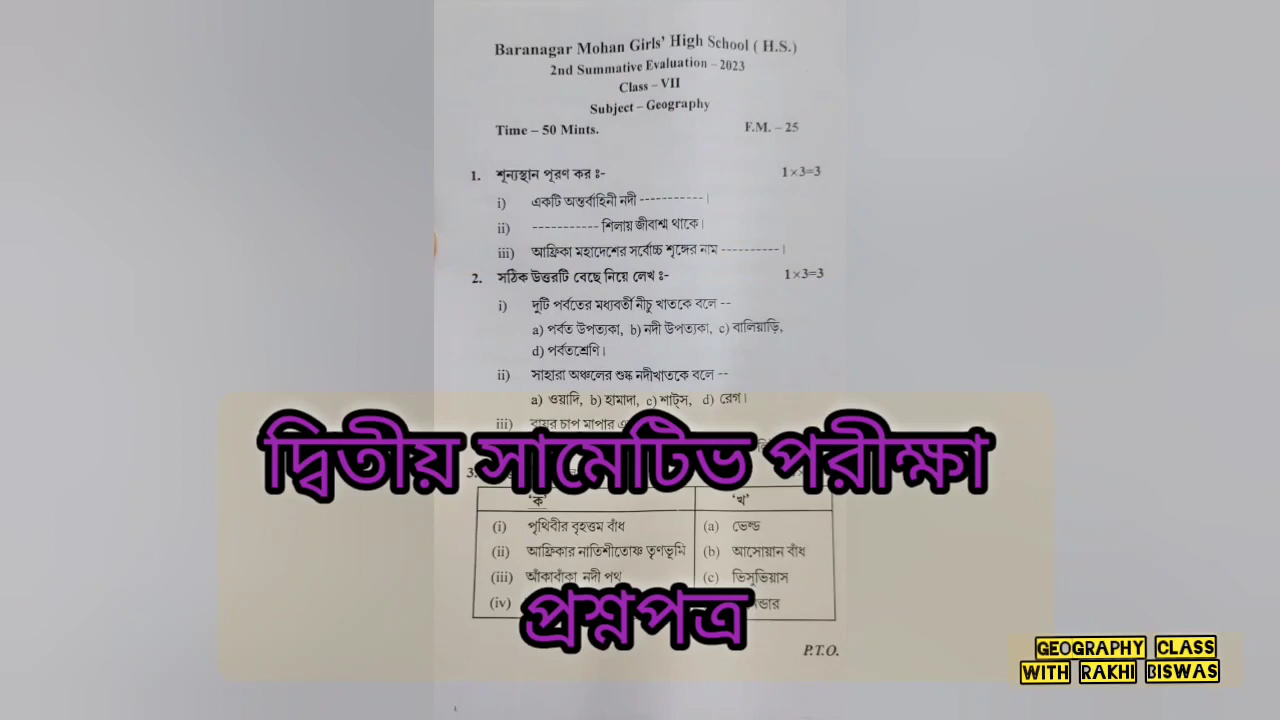 Baranagar Mohan Girls' High School ( H.S.)
2nd Summative Evaluation – 2023
Class – VII
Subject – Geography
Time – 50 Mints. F.M. – 25
1. শূন্যস্থান পূরণ কর ঃ- 1×3=3
i) একটি অন্তর্বাহিনী নদী -----------।
ii) ----------- শিলায় জীবাশ্ম থাকে।
iii) আফ্রিকা মহাদেশের সর্বোচ্চ শৃঙ্গের নাম ----------।
2. সঠিক উত্তরটি বেছে নিয়ে লেখ ঃ- 1×3=3
i) দুটি পর্বতের মধ্যবর্তী নীচু খাতকে বলে --
a) পর্বত উপত্যকা, b) নদী উপত্যকা, c) বালিয়াড়ি,
d) পর্বতশ্রেণি।
ii) সাহারা অঞ্চলের শুষ্ক নদীখাতকে বলে --
a) ওয়াদি, b) হামাদা, c) শাট্স, d) রেগ।
iii) বায়ুর চাপ মাপার
দ্বিতীয় সামেটিভ পরীক্ষা
3.
'ক' 'খ'
(i) পৃথিবীর বৃহত্তম বাঁধ (a) ভেল্ড
(ii) আফ্রিকার নাতিশীতোষ্ণ তৃণভূমি (b) আসোয়ান বাঁধ
(iii) আঁকাবাঁকা নদী পথ (c) ভিসুভিয়াস
(iv)
প্রশ্নপত্র
P.T.O.
GEOGRAPHY CLASS
WITH RAKHI BISWAS